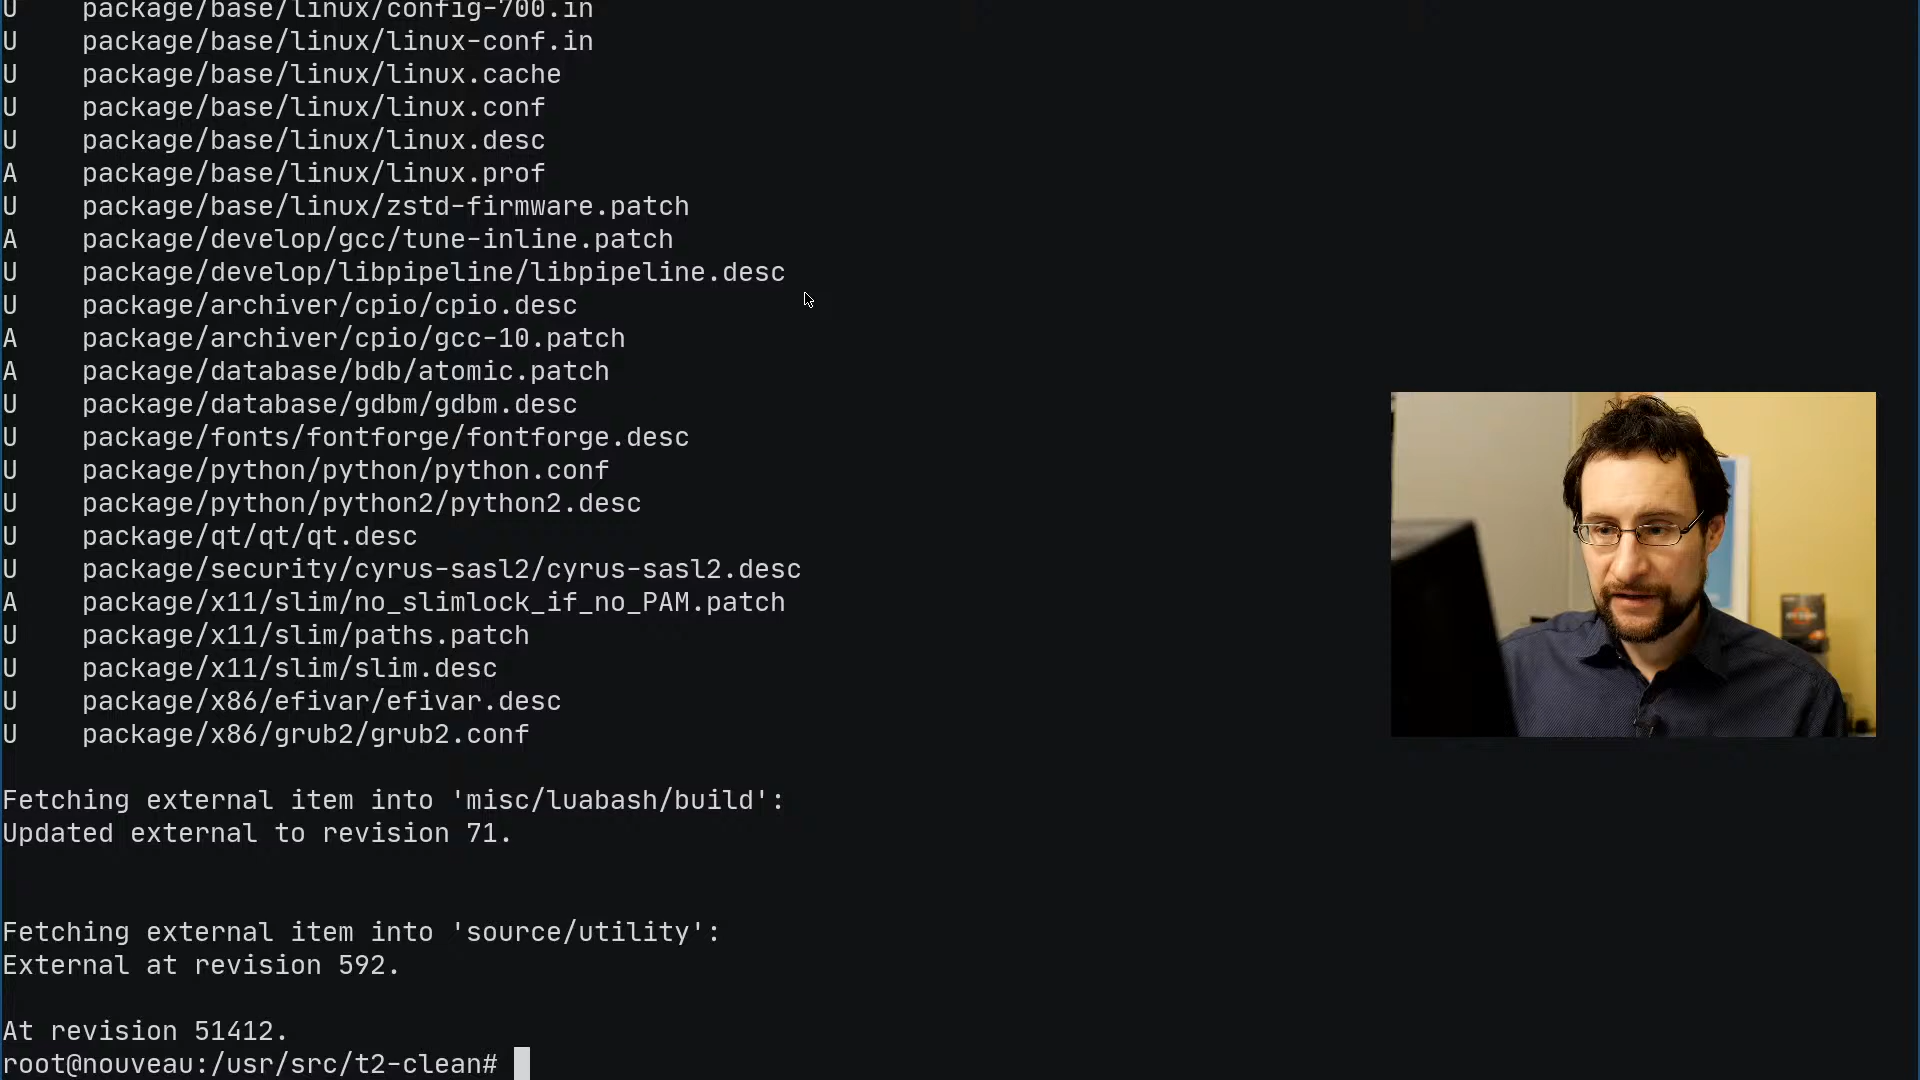 U     package/base/linux/config-700.in
U     package/base/linux/linux-conf.in
U     package/base/linux/linux.cache
U     package/base/linux/linux.conf
U     package/base/linux/linux.desc
A     package/base/linux/linux.prof
U     package/base/linux/zstd-firmware.patch
A     package/develop/gcc/tune-inline.patch
U     package/develop/libpipeline/libpipeline.desc
U     package/archiver/cpio/cpio.desc
A     package/archiver/cpio/gcc-10.patch
A     package/database/bdb/atomic.patch
U     package/database/gdbm/gdbm.desc
U     package/fonts/fontforge/fontforge.desc
U     package/python/python/python.conf
U     package/python/python2/python2.desc
U     package/qt/qt/qt.desc
U     package/security/cyrus-sasl2/cyrus-sasl2.desc
A     package/x11/slim/no_slimlock_if_no_PAM.patch
U     package/x11/slim/paths.patch
U     package/x11/slim/slim.desc
U     package/x86/efivar/efivar.desc
U     package/x86/grub2/grub2.conf
Fetching external item into 'misc/luabash/build':
Updated external to revision 71.
Fetching external item into 'source/utility':
External at revision 592.
At revision 51412.
root@nouveau:/usr/src/t2-clean#